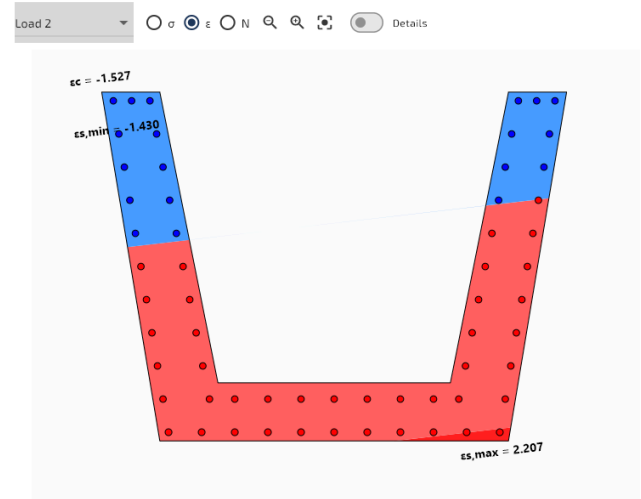 Load 2 σ ε N Details
εc = -1.527
εs,min = -1.430
εs,max = 2.207